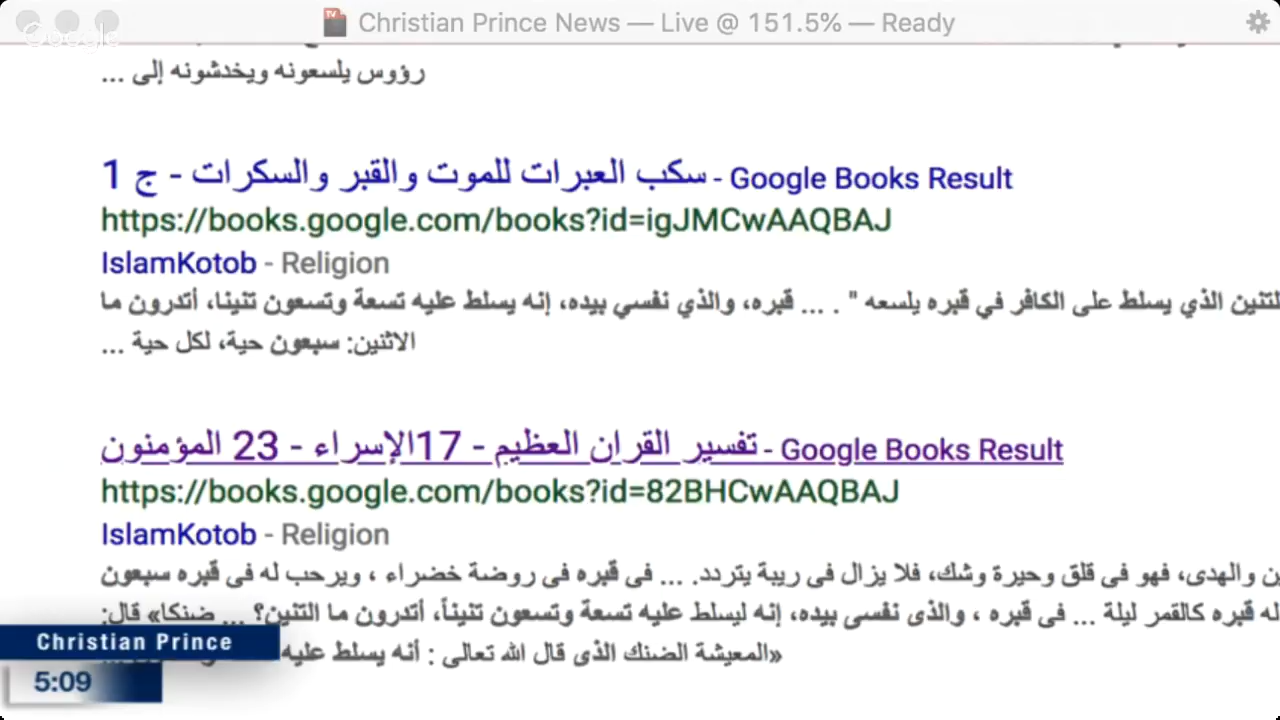 Christian Prince News — Live @ 151.5% — Ready
Google
رؤوس يلسعونه ويخدشونه إلى ...
سكب العبرات للموت والقبر والسكرات - ج 1 - Google Books Result
https://books.google.com/books?id=igJMCwAAQBAJ
IslamKotob - Religion
للتنين الذي يسلط على الكافر في قبره يلسعه " . ... قبره، والذي نفسي بيده، إنه يسلط عليه تسعة وتسعون تنينا، أتدرون ما
الاثنين: سبعون حية، لكل حية ...
تفسير القران العظيم - 17الإسراء - 23 المؤمنون - Google Books Result
https://books.google.com/books?id=82BHCwAAQBAJ
IslamKotob - Religion
ين والهدى، فهو فى قلق وحيرة وشك، فلا يزال فى ريبة يتردد. ... فى قبره فى روضة خضراء ، ويرحب له فى قبره سبعون
له قبره كالقمر ليلة ... فى قبره ، والذى نفسى بيده، إنه ليسلط عليه تسعة وتسعون تنيناً، أتدرون ما التنين؟ ... ضنكا» قال:
«المعيشة الضنك الذى قال الله تعالى : أنه يسلط عليه
Christian Prince
5:09